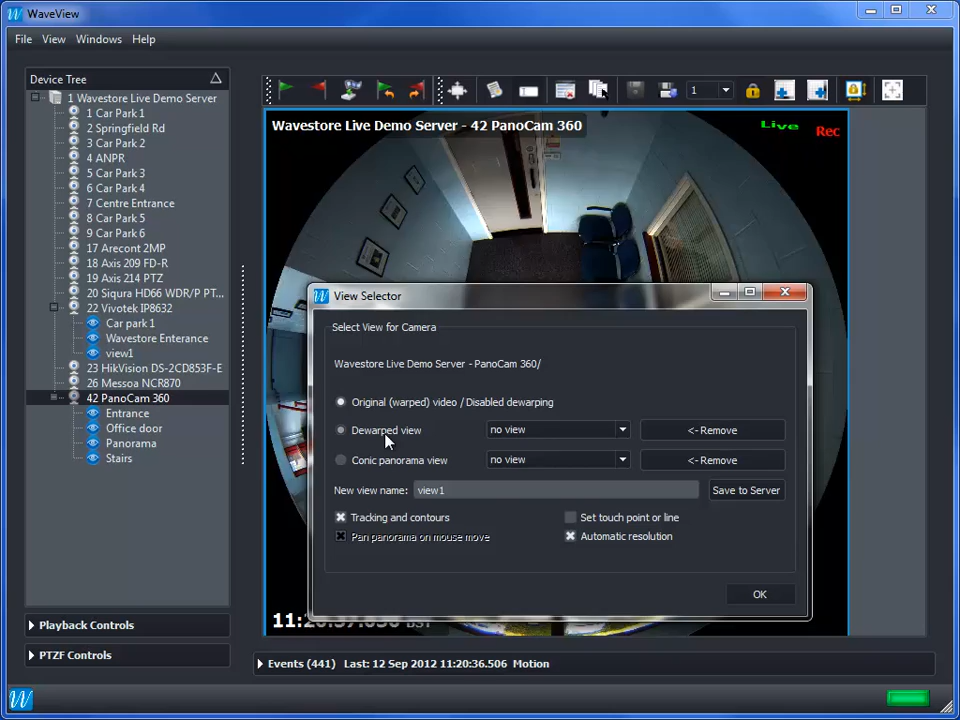 WaveView
File View Windows Help
Device Tree
1 Wavestore Live Demo Server
1 Car Park 1
2 Springfield Rd
3 Car Park 2
4 ANPR
5 Car Park 3
6 Car Park 4
7 Centre Entrance
8 Car Park 5
9 Car Park 6
17 Arecont 2MP
18 Axis 209 FD-R
19 Axis 214 PTZ
20 Siqura HD66 WDR/P PT...
22 Vivotek IP8632
Car park 1
Wavestore Enterance
view1
23 HikVision DS-2CD853F-E
26 Messoa NCR870
42 PanoCam 360
Entrance
Office door
Panorama
Stairs
Playback Controls
PTZF Controls
1
Wavestore Live Demo Server - 42 PanoCam 360
Live
Rec
View Selector
Select View for Camera
Wavestore Live Demo Server - PanoCam 360/
Original (warped) video / Disabled dewarping
Dewarped view no view <- Remove
Conic panorama view no view <- Remove
New view name: view1 Save to Server
Tracking and contours Set touch point or line
Pan panorama on mouse move Automatic resolution
OK
Events (441) Last: 12 Sep 2012 11:20:36.506 Motion